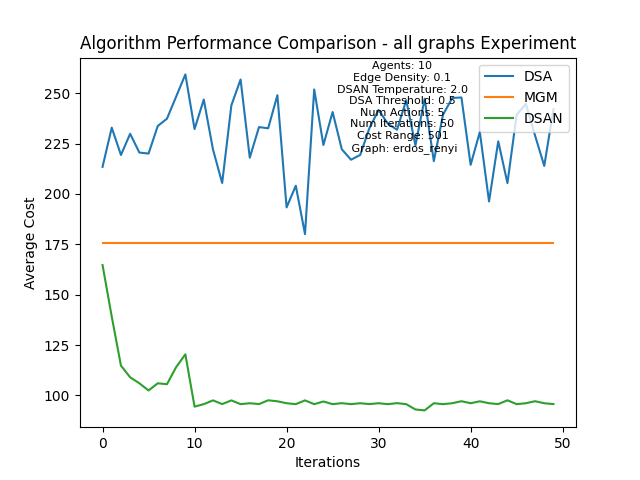 Algorithm Performance Comparison - all graphs Experiment
Agents: 10
Edge Density: 0.1
DSAN Temperature: 2.0
DSA Threshold: 0.5
Num Actions: 5
Num Iterations: 50
Cost Range: 501
Graph: erdos_renyi
DSA
MGM
DSAN
Average Cost
250
225
200
175
150
125
100
0 10 20 30 40 50
Iterations